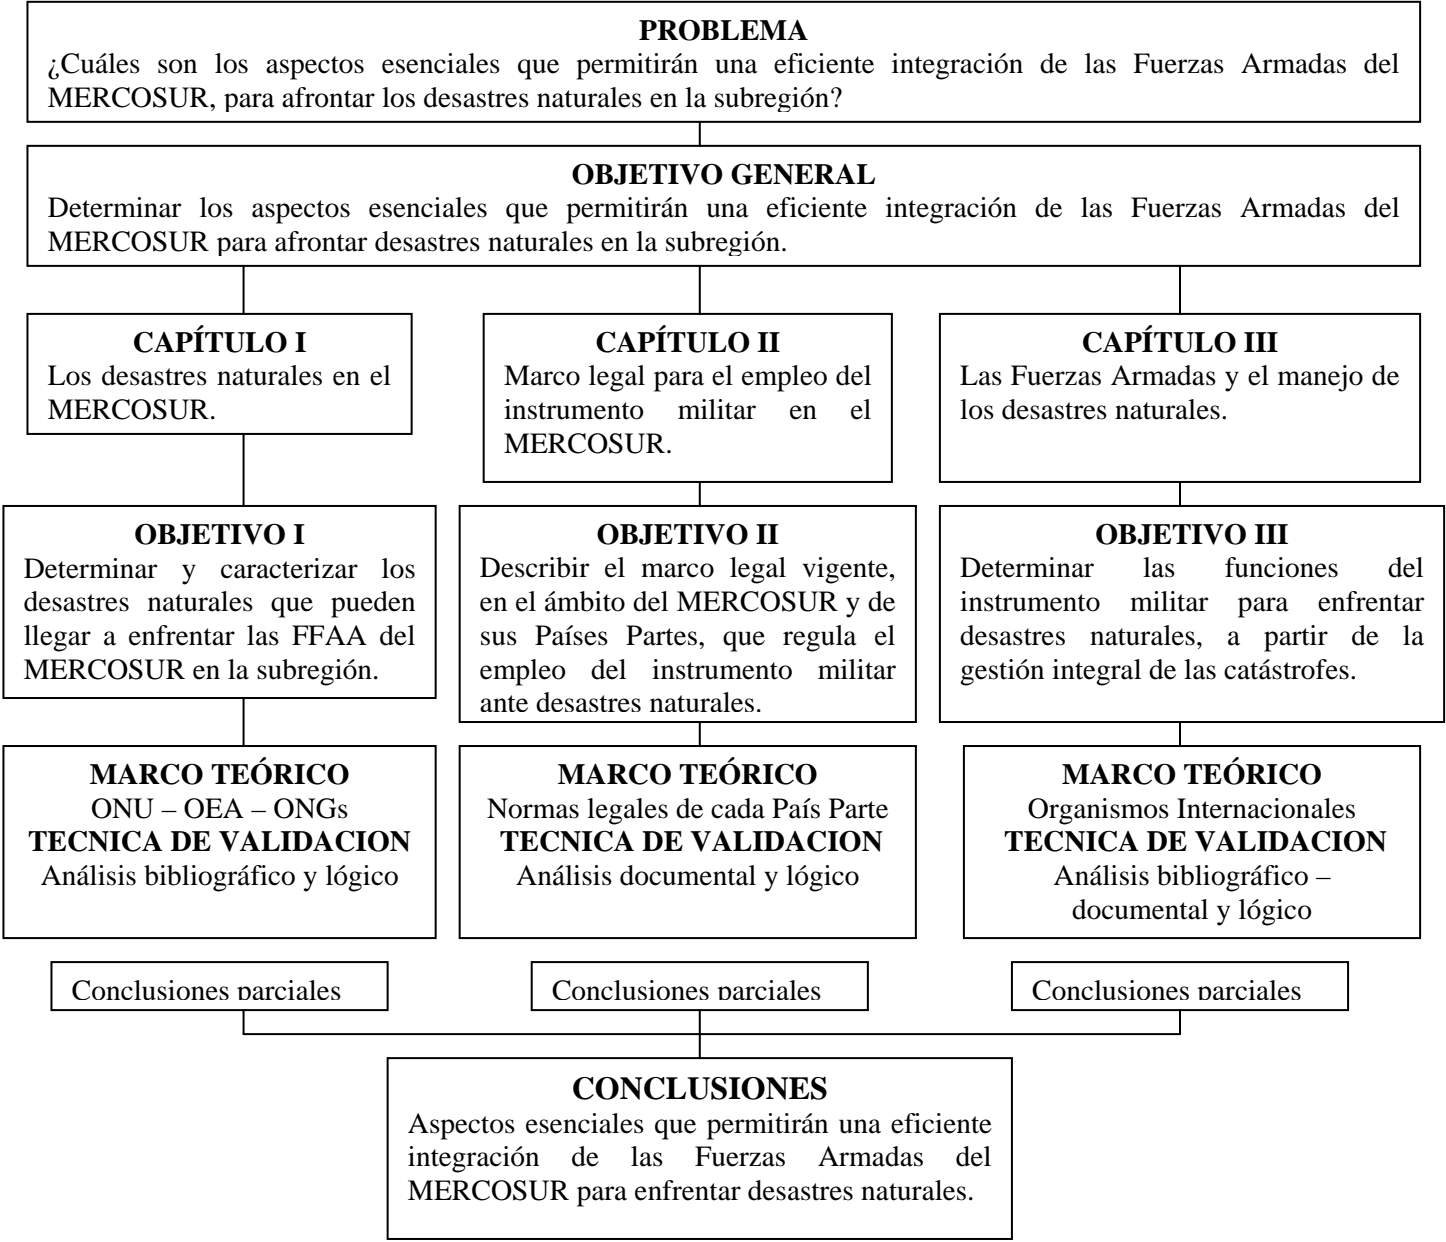 PROBLEMA
¿Cuáles son los aspectos esenciales que permitirán una eficiente integración de las Fuerzas Armadas del
MERCOSUR, para afrontar los desastres naturales en la subregión?
OBJETIVO GENERAL
Determinar los aspectos esenciales que permitirán una eficiente integración de las Fuerzas Armadas del
MERCOSUR para afrontar desastres naturales en la subregión.
CAPÍTULO I
Los desastres naturales en el
MERCOSUR.
CAPÍTULO II
Marco legal para el empleo del
instrumento militar en el
MERCOSUR.
CAPÍTULO III
Las Fuerzas Armadas y el manejo de
los desastres naturales.
OBJETIVO I
Determinar y caracterizar los
desastres naturales que pueden
llegar a enfrentar las FFAA del
MERCOSUR en la subregión.
OBJETIVO II
Describir el marco legal vigente,
en el ámbito del MERCOSUR y de
sus Países Partes, que regula el
empleo del instrumento militar
ante desastres naturales.
OBJETIVO III
Determinar las funciones del
instrumento militar para enfrentar
desastres naturales, a partir de la
gestión integral de las catástrofes.
MARCO TEÓRICO
ONU – OEA – ONGs
TECNICA DE VALIDACION
Análisis bibliográfico y lógico
MARCO TEÓRICO
Normas legales de cada País Parte
TECNICA DE VALIDACION
Análisis documental y lógico
MARCO TEÓRICO
Organismos Internacionales
TECNICA DE VALIDACION
Análisis bibliográfico –
documental y lógico
Conclusiones parciales
Conclusiones parciales
Conclusiones parciales
CONCLUSIONES
Aspectos esenciales que permitirán una eficiente
integración de las Fuerzas Armadas del
MERCOSUR para enfrentar desastres naturales.